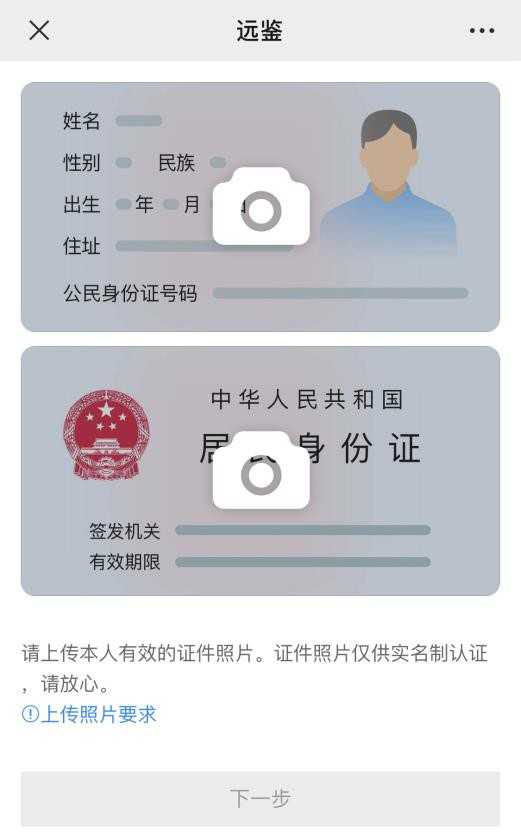 远鉴
姓名
性别 民族
出生 年 月
住址
公民身份证号码
中华人民共和国
居民身份证
签发机关
有效期限
请上传本人有效的证件照片。证件照片仅供实名制认证
，请放心。
上传照片要求
下一步